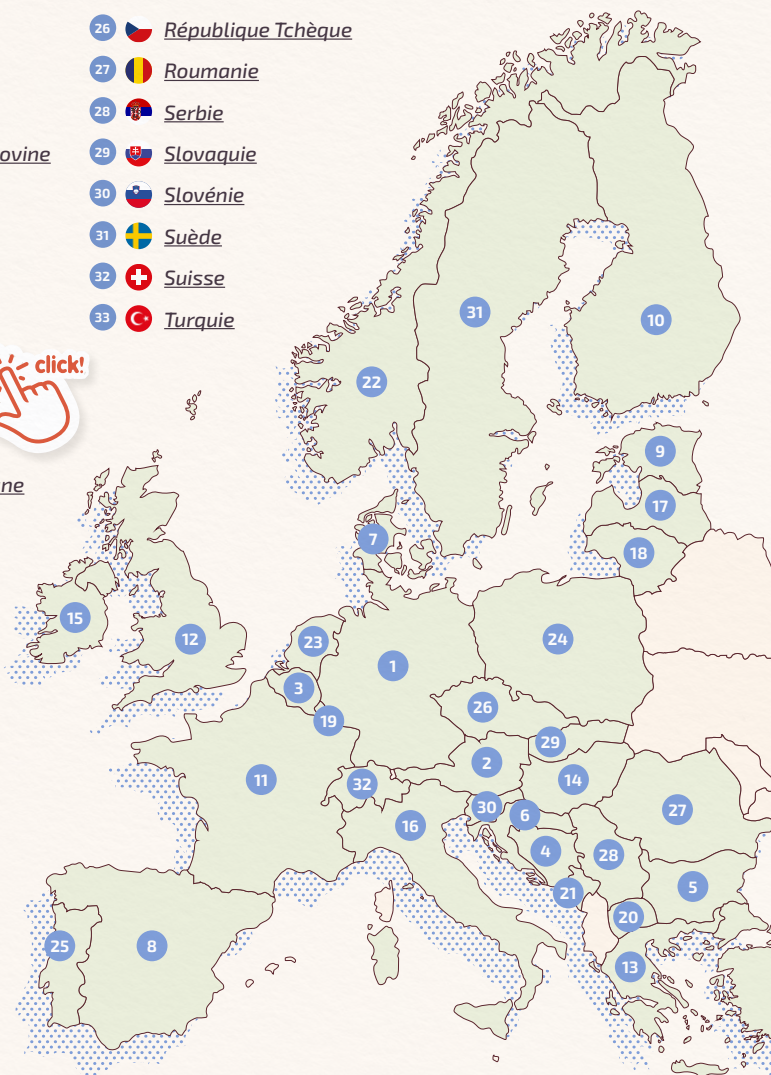 26 République Tchèque
27 Roumanie
28 Serbie
ovine
29 Slovaquie
30 Slovénie
31 Suède
32 Suisse
33 Turquie
click!
ne
31
10
22
9
17
7
18
15
12
23
24
1
3
26
19
29
2
11
32
14
30
6
27
16
4
28
21
5
20
25
8
13